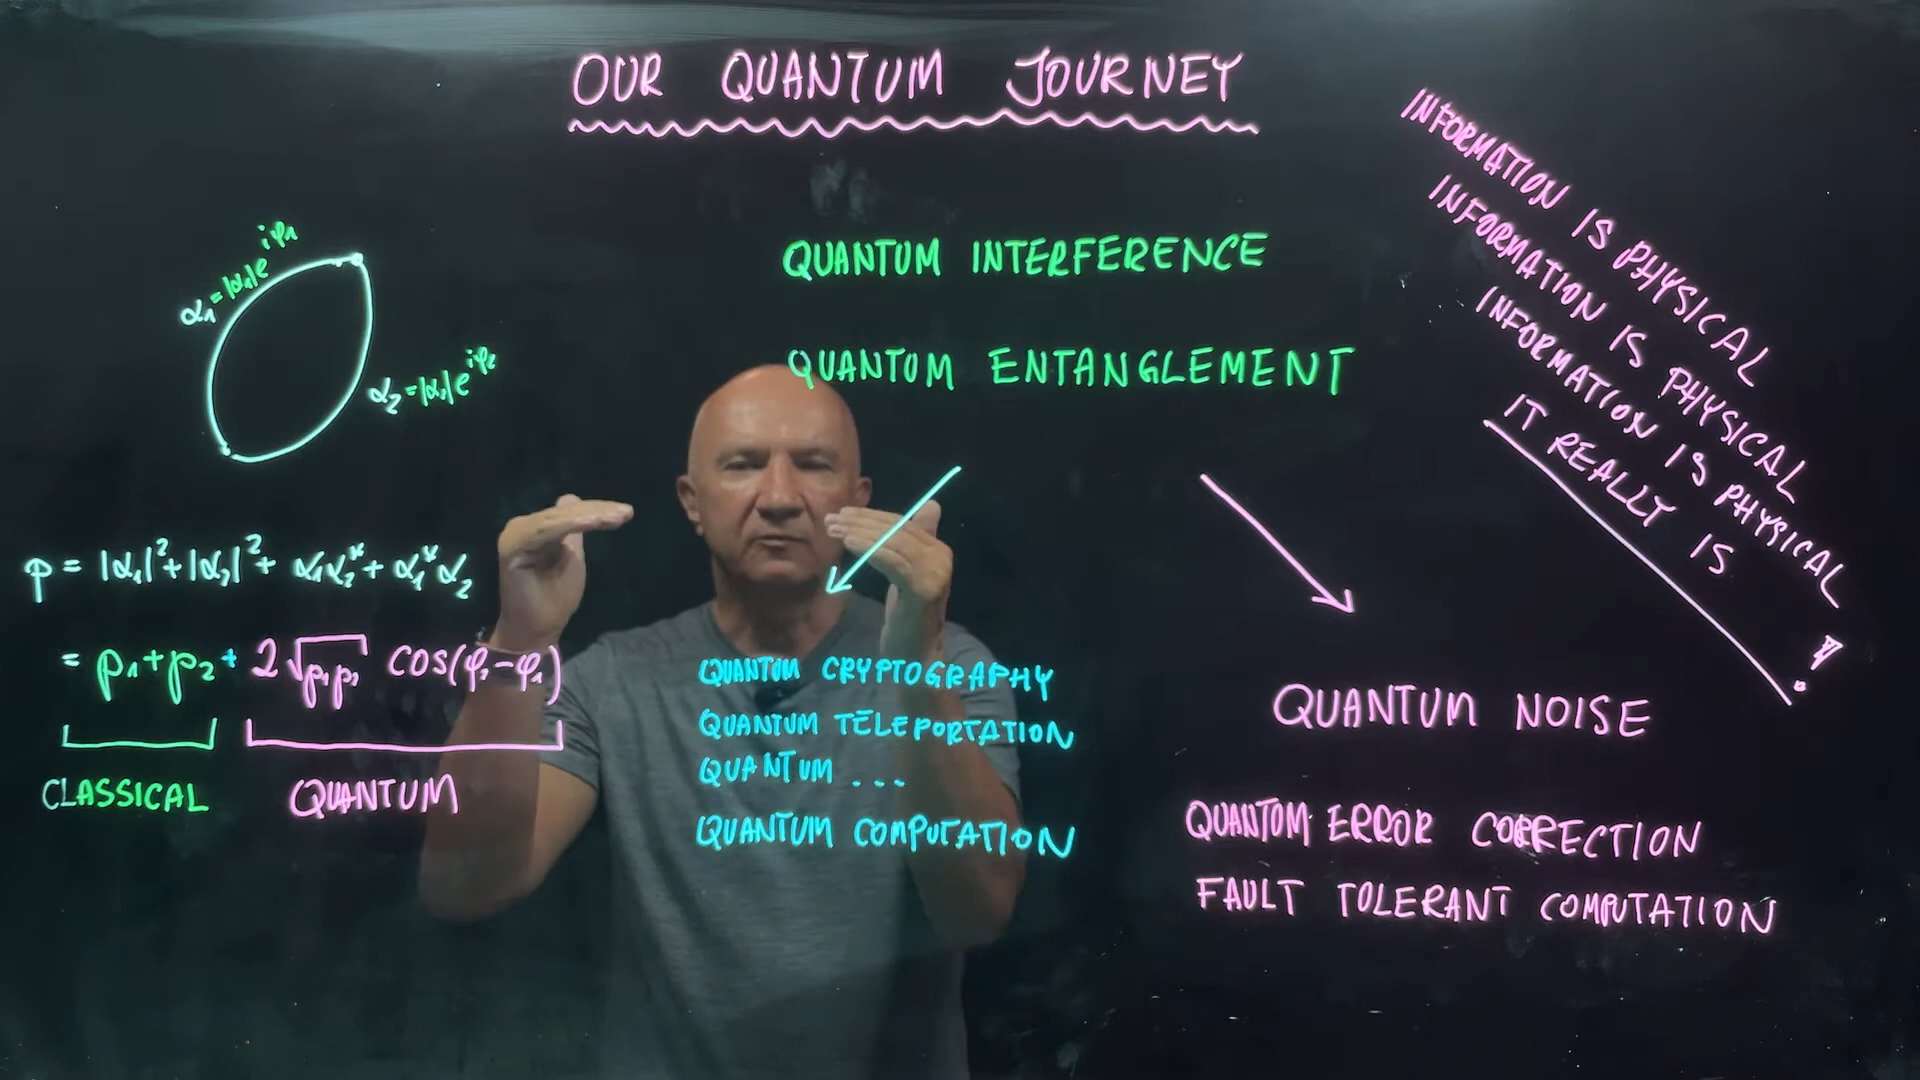 OUR QUANTUM JOURNEY
α₁=|α₁|e^iφ₁
α₂=|α₂|e^iφ₂
p = |α₁|²+|α₂|²+ α₁α₂*+ α₁*α₂
= p₁+p₂ + 2√p₁p₂ COS(φ₂-φ₁)
CLASSICAL
QUANTUM
QUANTUM INTERFERENCE
QUANTUM ENTANGLEMENT
QUANTUM CRYPTOGRAPHY
QUANTUM TELEPORTATION
QUANTUM ...
QUANTUM COMPUTATION
INFORMATION IS PHYSICAL
INFORMATION IS PHYSICAL
INFORMATION IS PHYSICAL
IT REALLY IS !
QUANTUM NOISE
QUANTUM ERROR CORRECTION
FAULT TOLERANT COMPUTATION